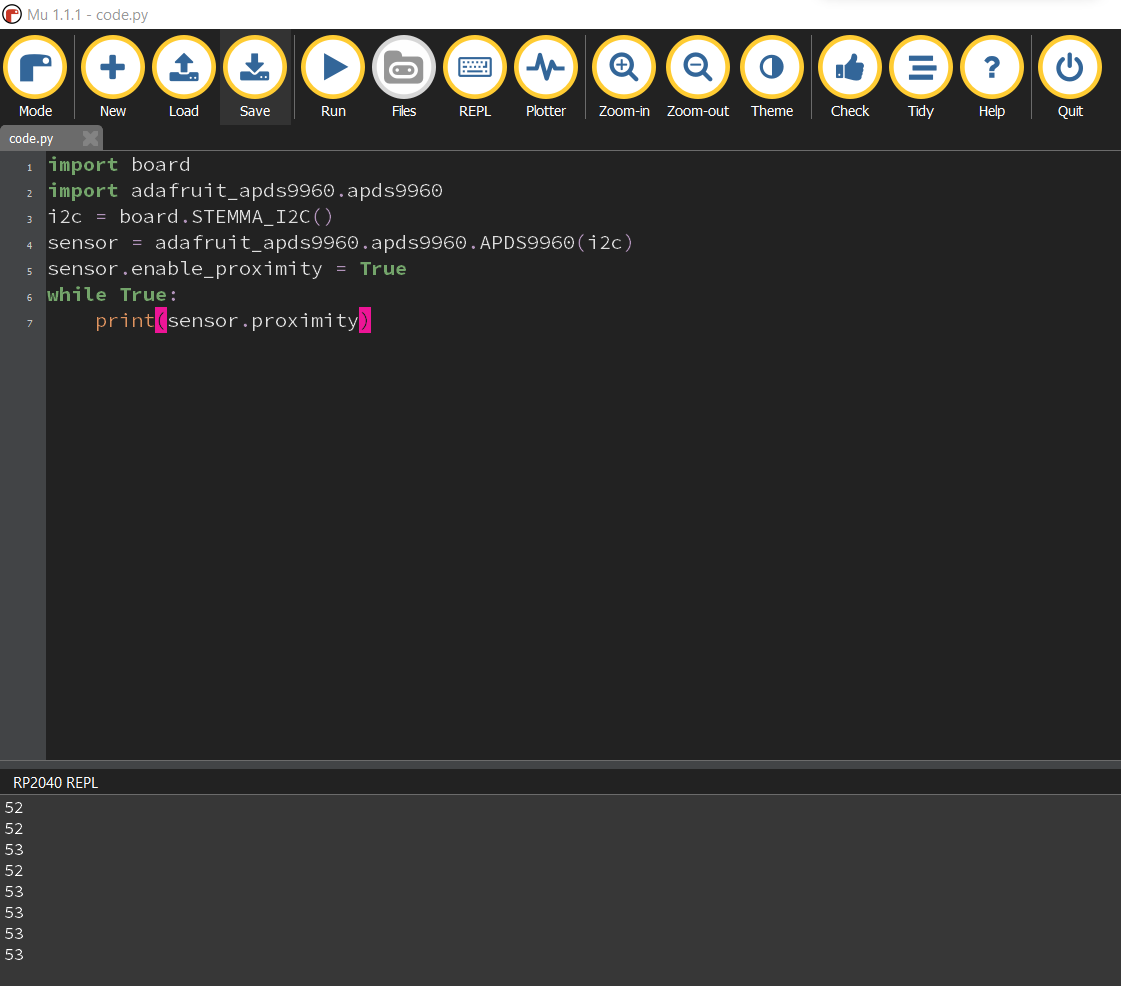 Mu 1.1.1 - code.py
Mode New Load Save Run Files REPL Plotter Zoom-in Zoom-out Theme Check Tidy Help Quit
code.py
1 import board
2 import adafruit_apds9960.apds9960
3 i2c = board.STEMMA_I2C()
4 sensor = adafruit_apds9960.apds9960.APDS9960(i2c)
5 sensor.enable_proximity = True
6 while True:
7     print(sensor.proximity)
RP2040 REPL
52
52
53
52
53
53
53
53